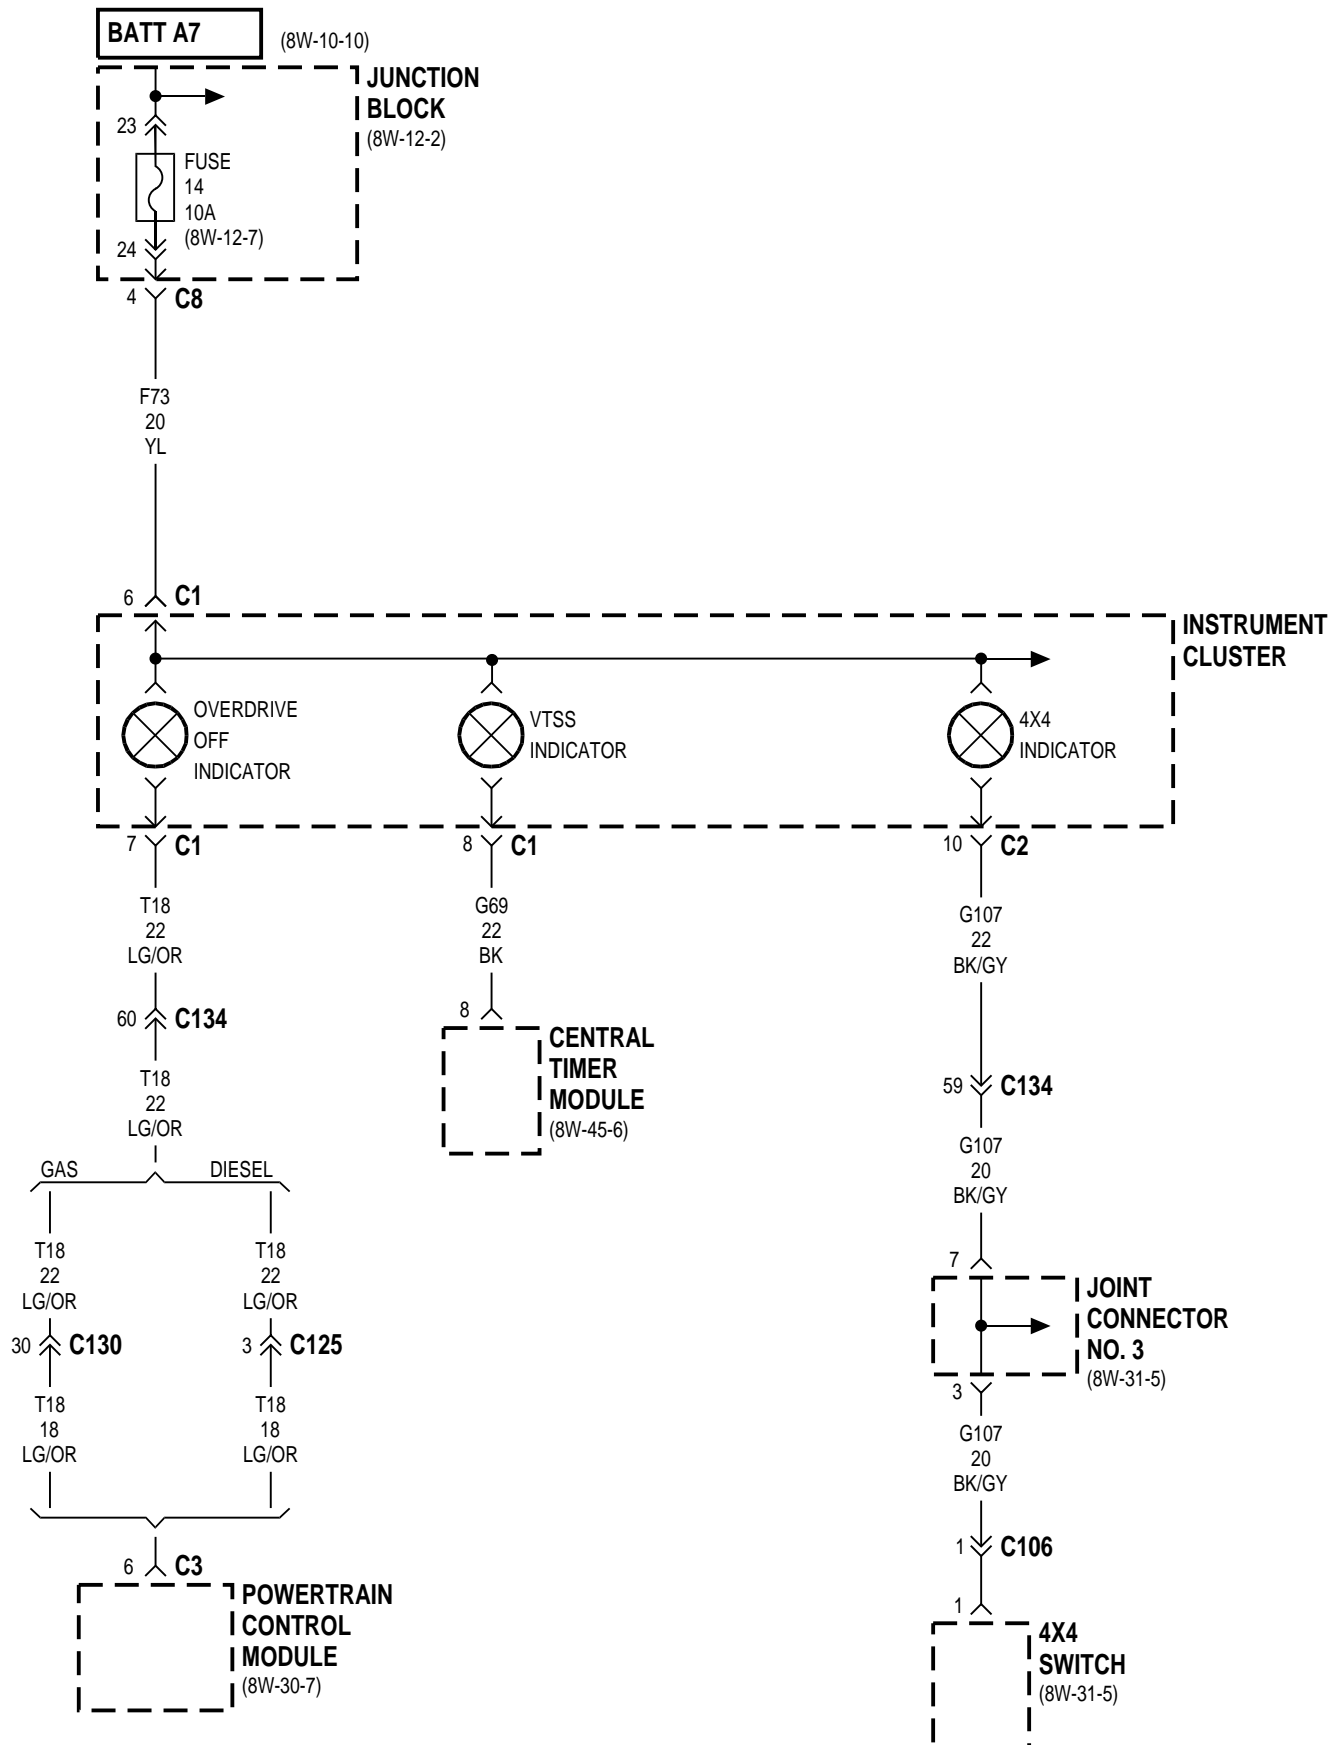 BATT A7
(8W-10-10)
JUNCTION
BLOCK
(8W-12-2)
23
FUSE
14
10A
(8W-12-7)
24
4
C8
F73
20
YL
6
C1
INSTRUMENT
CLUSTER
OVERDRIVE
OFF
INDICATOR
VTSS
INDICATOR
4X4
INDICATOR
7
C1
8
C1
10
C2
T18
22
LG/OR
G69
22
BK
G107
22
BK/GY
60
C134
8
CENTRAL
TIMER
MODULE
(8W-45-6)
59
C134
T18
22
LG/OR
G107
20
BK/GY
GAS
DIESEL
T18
22
LG/OR
T18
22
LG/OR
7
JOINT
CONNECTOR
NO. 3
(8W-31-5)
3
30
C130
3
C125
T18
18
LG/OR
T18
18
LG/OR
G107
20
BK/GY
1
C106
6
C3
POWERTRAIN
CONTROL
MODULE
(8W-30-7)
1
4X4
SWITCH
(8W-31-5)